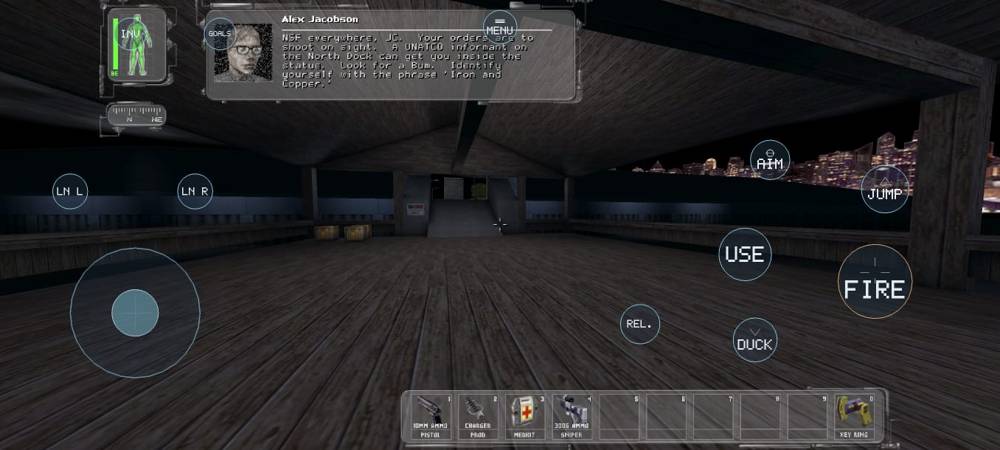 Alex Jacobson
NSF everywhere, JC. Your orders are to
shoot on sight. A UNATCO informant on
the North Dock can get you inside the
statue. Look for a Bum. Identify
yourself with the phrase 'Iron and
Copper.'
INV
GOALS
MENU
N NE
LN L
LN R
AIM
JUMP
USE
FIRE
REL.
DUCK
1 2 3 4 5 6 7 8 9 0
10MM AMMO
PISTOL
CHARGER
PROD
MEDKIT
3006 AMMO
SNIPER
KEY RING